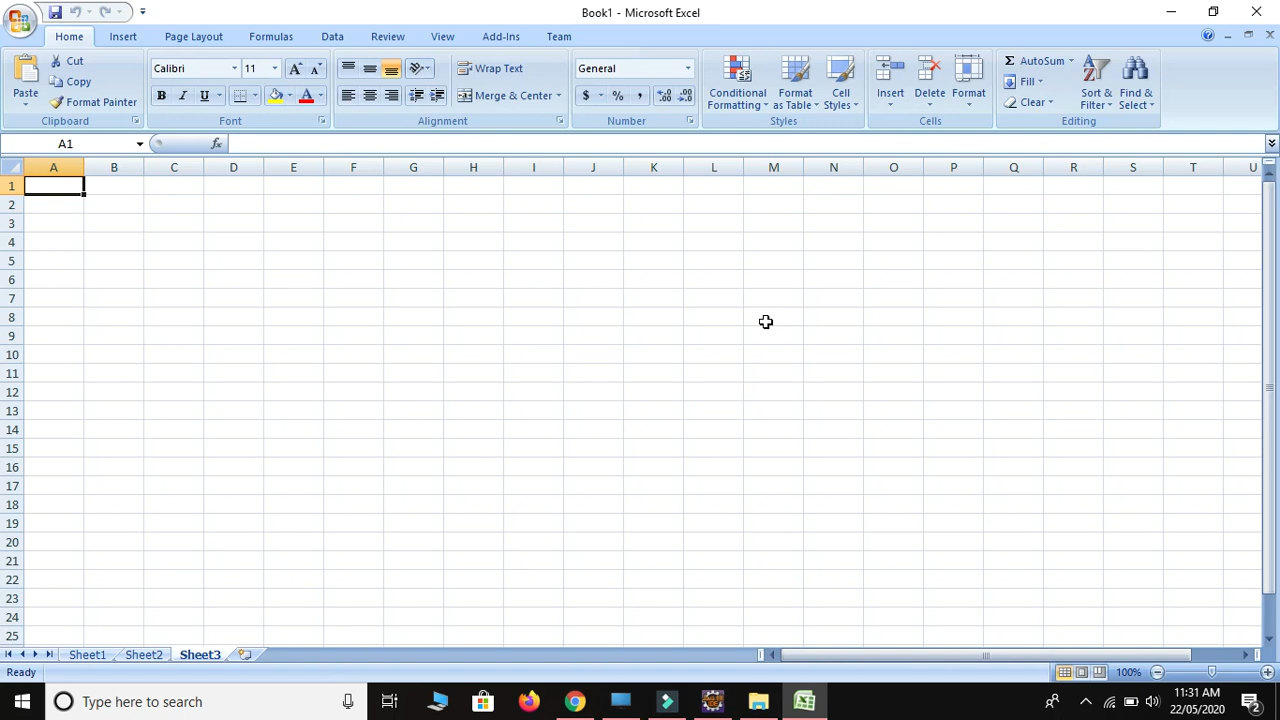 Book1 - Microsoft Excel
Home Insert Page Layout Formulas Data Review View Add-Ins Team
Paste
Cut
Copy
Format Painter
Clipboard
Calibri 11
B I U
Font
Wrap Text
Merge & Center
Alignment
General
$ % ,
Number
Conditional Formatting
Format as Table
Cell Styles
Styles
Insert Delete Format
Cells
Σ AutoSum
Fill
Clear
Sort & Filter
Find & Select
Editing
A1 fx
A B C D E F G H I J K L M N O P Q R S T U
1
2
3
4
5
6
7
8
9
10
11
12
13
14
15
16
17
18
19
20
21
22
23
24
25
Sheet1 Sheet2 Sheet3
Ready 100%
Type here to search
11:31 AM
22/05/2020
2